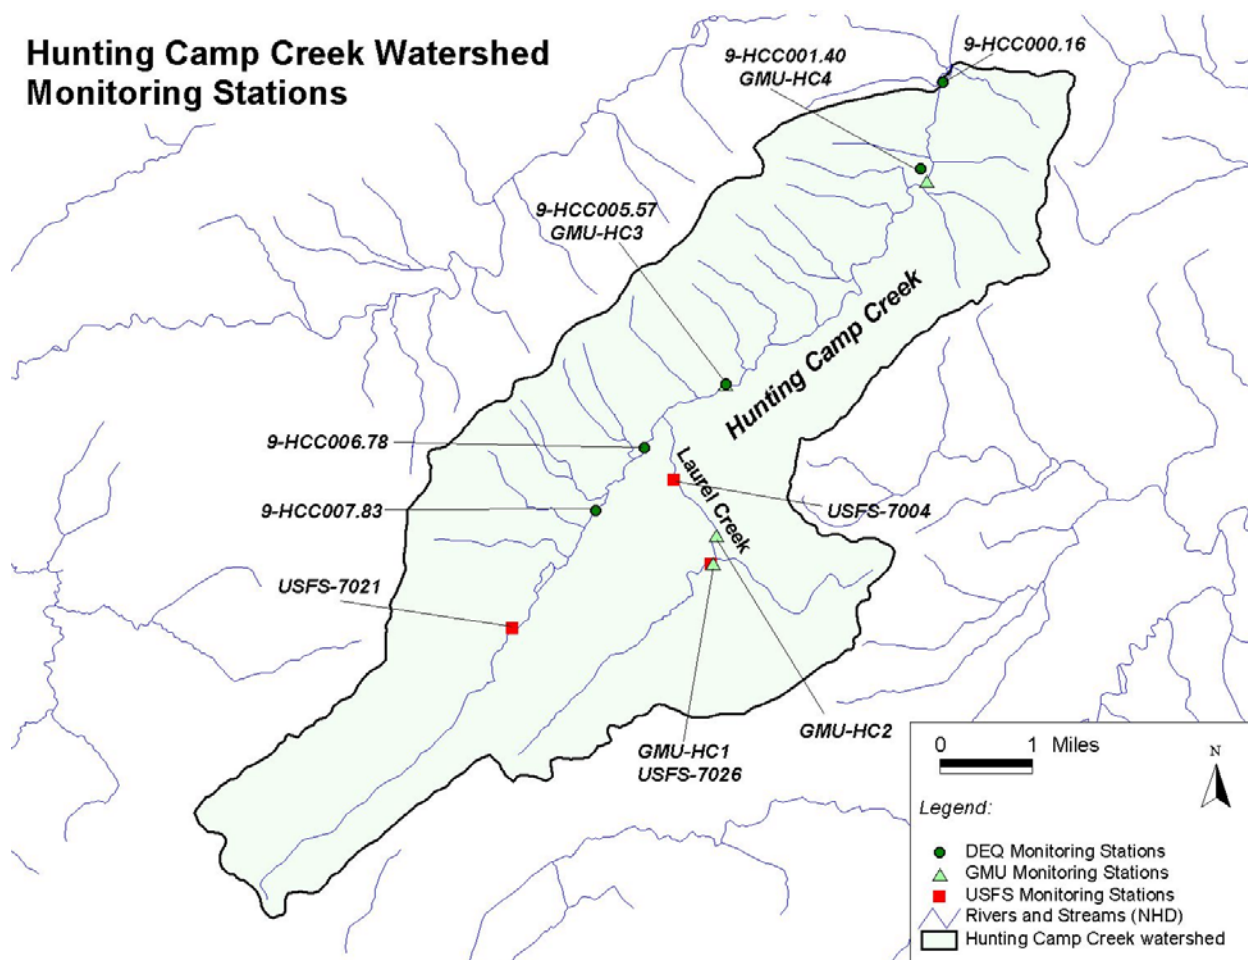 Hunting Camp Creek Watershed
Monitoring Stations
9-HCC000.16
9-HCC001.40
GMU-HC4
9-HCC005.57
GMU-HC3
Hunting Camp Creek
9-HCC006.78
Laurel Creek
9-HCC007.83
USFS-7004
USFS-7021
GMU-HC2
GMU-HC1
USFS-7026
0 1 Miles
N
Legend:
DEQ Monitoring Stations
GMU Monitoring Stations
USFS Monitoring Stations
Rivers and Streams (NHD)
Hunting Camp Creek watershed